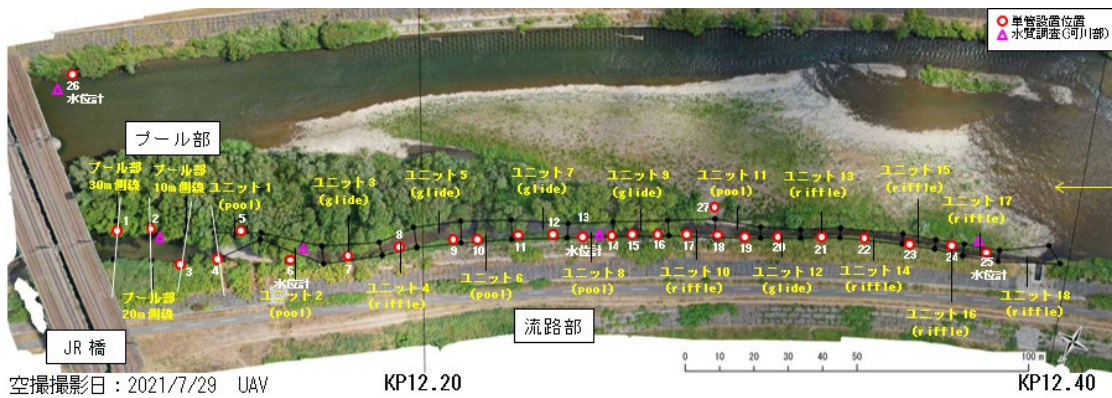 単管設置位置
水質調査(河川部)
26
水位計
プール部
プール部
30m側線
プール部
10m側線
ユニット1
(pool)
ユニット3
(glide)
ユニット5
(glide)
ユニット7
(glide)
ユニット9
(glide)
ユニット11
(pool)
ユニット13
(riffle)
ユニット15
(riffle)
ユニット17
(riffle)
27
1
2
3
4
5
6
水位計
7
8
9
10
11
12
13
水位計
14
15
16
17
18
19
20
21
22
23
24
25
水位計
プール部
20m側線
ユニット2
(pool)
ユニット4
(riffle)
ユニット6
(pool)
ユニット8
(pool)
ユニット10
(riffle)
ユニット12
(glide)
ユニット14
(riffle)
ユニット16
(riffle)
ユニット18
(riffle)
流路部
JR橋
0 10 20 30 40 50 100 m
空撮撮影日：2021/7/29 UAV
KP12.20
KP12.40